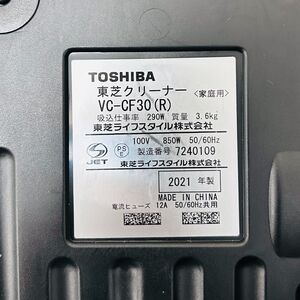 TOSHIBA
東芝クリーナー 〈家庭用〉
VC-CF30(R)
吸込仕事率 290W 質量 3.6kg
東芝ライフスタイル株式会社
100V 850W 50/60Hz
製造番号 7240109
JET
PS
E
東芝ライフスタイル株式会社
2021 年製
MADE IN CHINA
電流ヒューズ 12A 50/60Hz共用